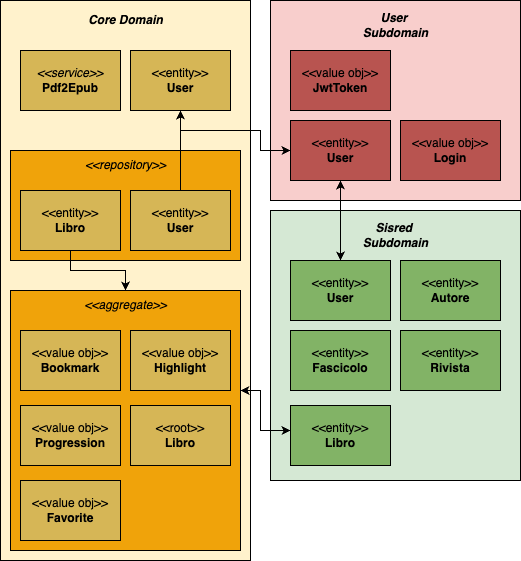 Core Domain
<<service>>
Pdf2Epub
<<entity>>
User
<<repository>>
<<entity>>
Libro
<<entity>>
User
<<aggregate>>
<<value obj>>
Bookmark
<<value obj>>
Highlight
<<value obj>>
Progression
<<root>>
Libro
<<value obj>>
Favorite
User
Subdomain
<<value obj>>
JwtToken
<<entity>>
User
<<value obj>>
Login
Sisred
Subdomain
<<entity>>
User
<<entity>>
Autore
<<entity>>
Fascicolo
<<entity>>
Rivista
<<entity>>
Libro